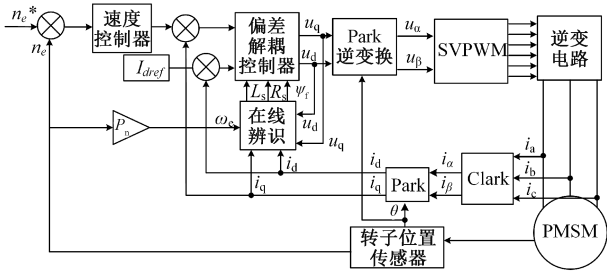 n_e*
n_e
速度
控制器
I_dref
偏差
解耦
控制器
u_q
u_d
Park
逆变换
u_α
u_β
SVPWM
逆变
电路
L_s R_s ψ_f
P_n
ω_e
在线
辨识
u_d
u_q
i_d
i_q
i_d
i_q
Park
i_α
i_β
Clark
i_a
i_b
i_c
θ
转子位置
传感器
PMSM